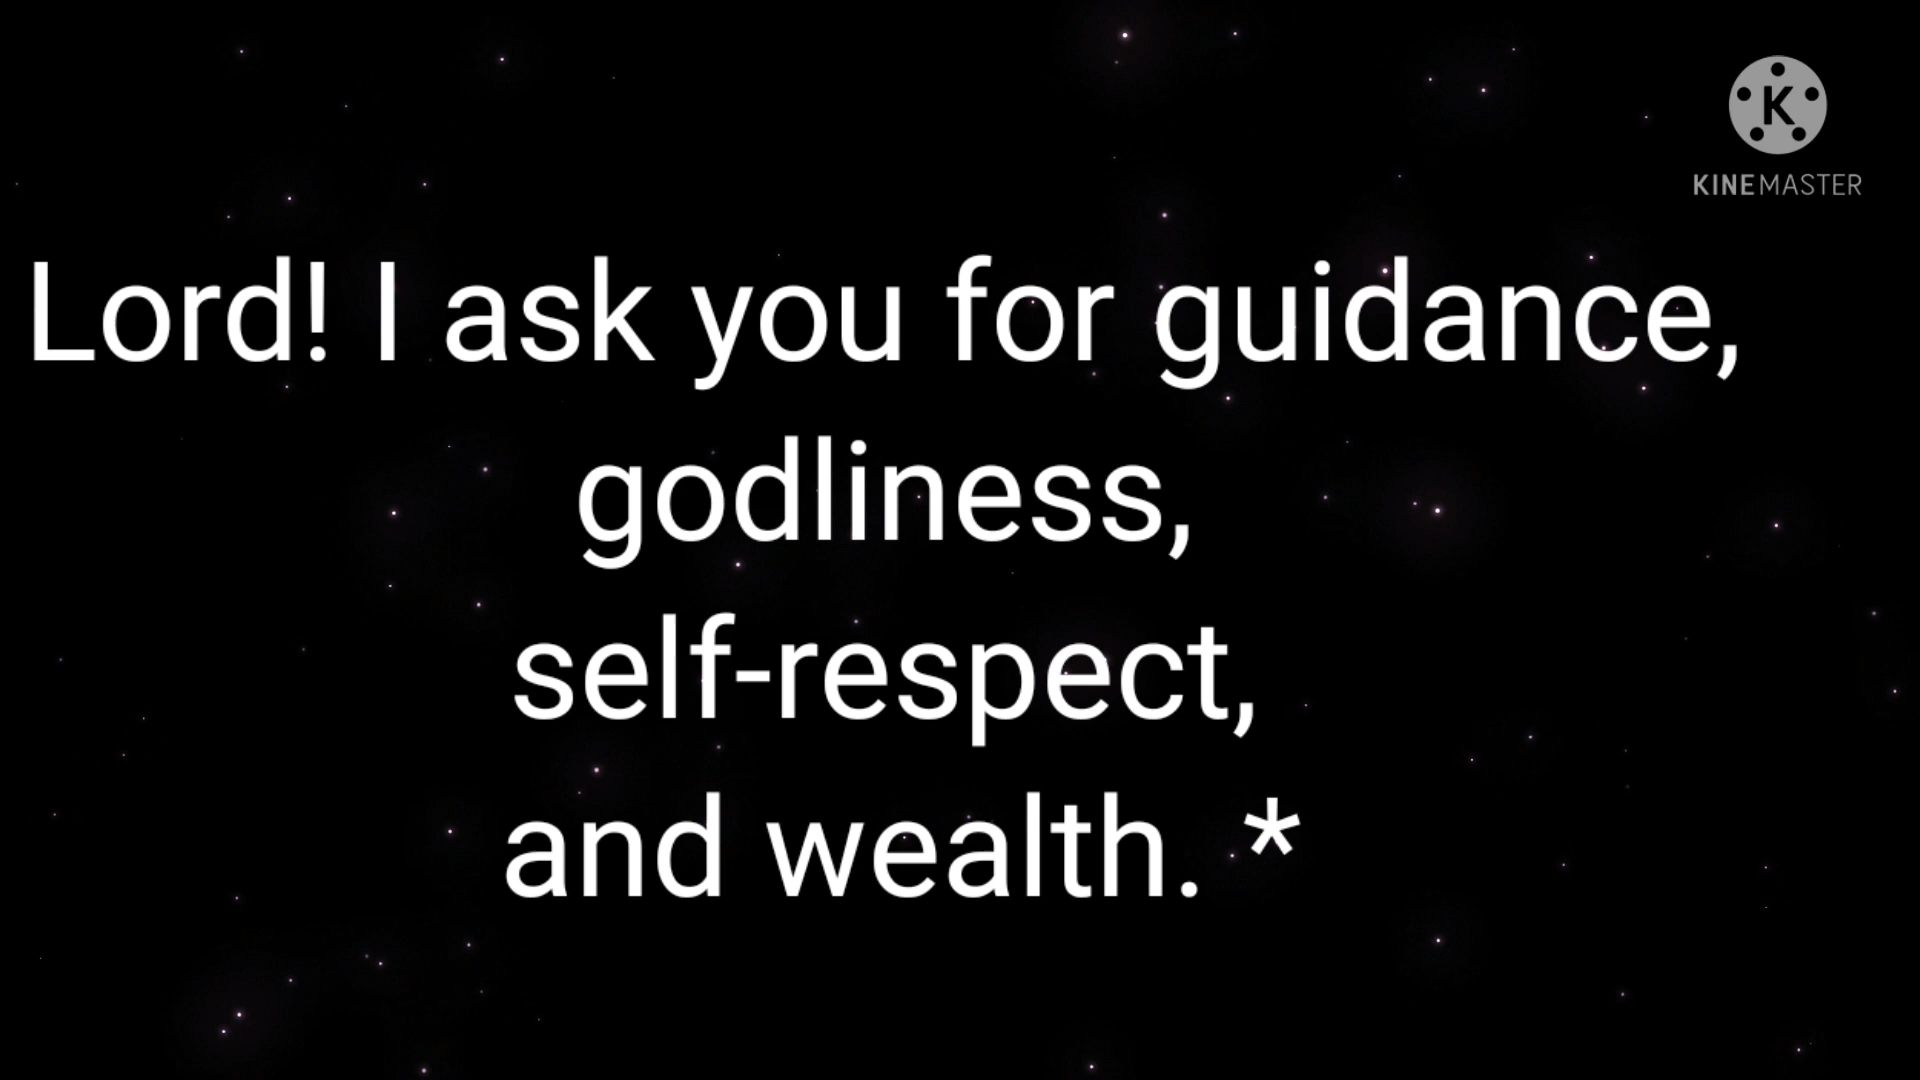 K
KINEMASTER
Lord! I ask you for guidance,
godliness,
self-respect,
and wealth. *